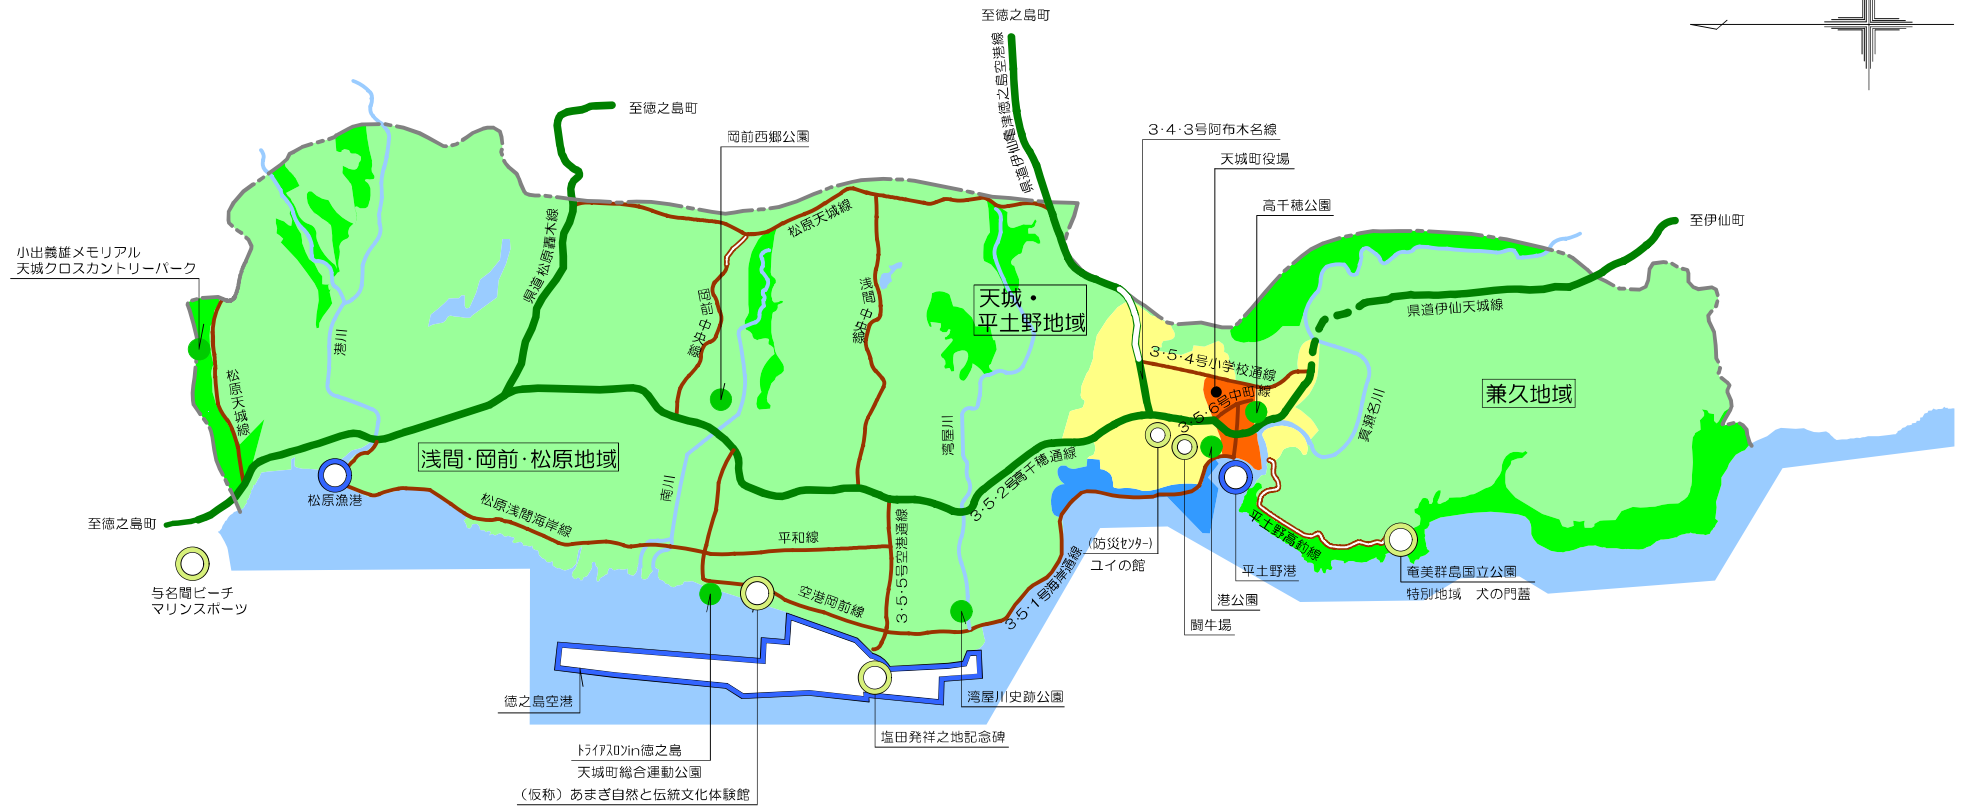 至徳之島町
至徳之島町
県道伊仙亀津徳之島空港線
岡前西郷公園
3・4・3号阿布木名線
天城町役場
高千穂公園
至伊仙町
小出義雄メモリアル
天城クロスカントリーパーク
県道松原轟木線
松原天城線
岡前中央線
浅間中央線
天城・
平土野地域
県道伊仙天城線
港川
松原天城線
3・5・4号小学校通線
3・5・6号中町線
兼久地域
真瀬名川
浅間・岡前・松原地域
湾屋川
南川
3・5・2号高千穂通線
松原漁港
至徳之島町
松原浅間海岸線
平和線
3・5・5号空港通線
平土野高釣線
(防災センター)
ユイの館
平土野港
奄美群島国立公園
特別地域 犬の門蓋
与名間ビーチ
マリンスポーツ
空港岡前線
3・5・1号海岸通線
港公園
闘牛場
徳之島空港
湾屋川史跡公園
塩田発祥之地記念碑
トライアスロンin徳之島
天城町総合運動公園
(仮称)あまぎ自然と伝統文化体験館